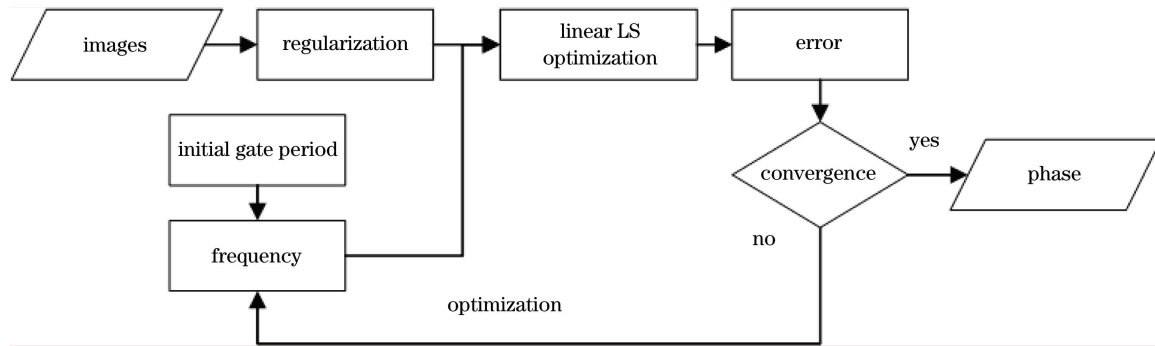 images
regularization
linear LS
optimization
error
initial gate period
convergence
yes
phase
no
frequency
optimization